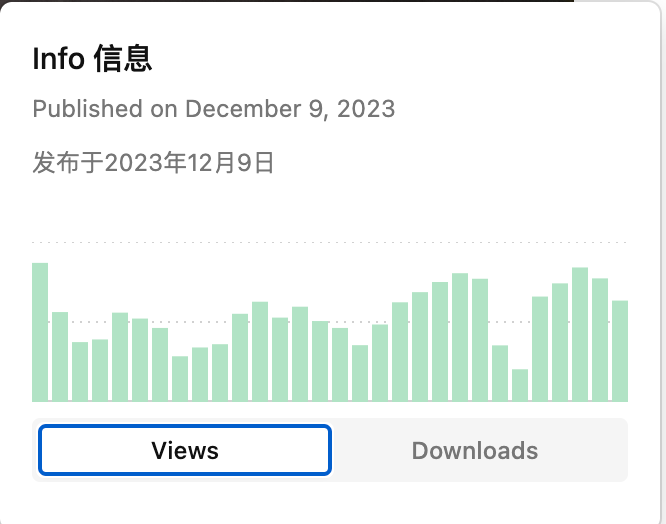 Info 信息
Published on December 9, 2023
发布于2023年12月9日
Views
Downloads